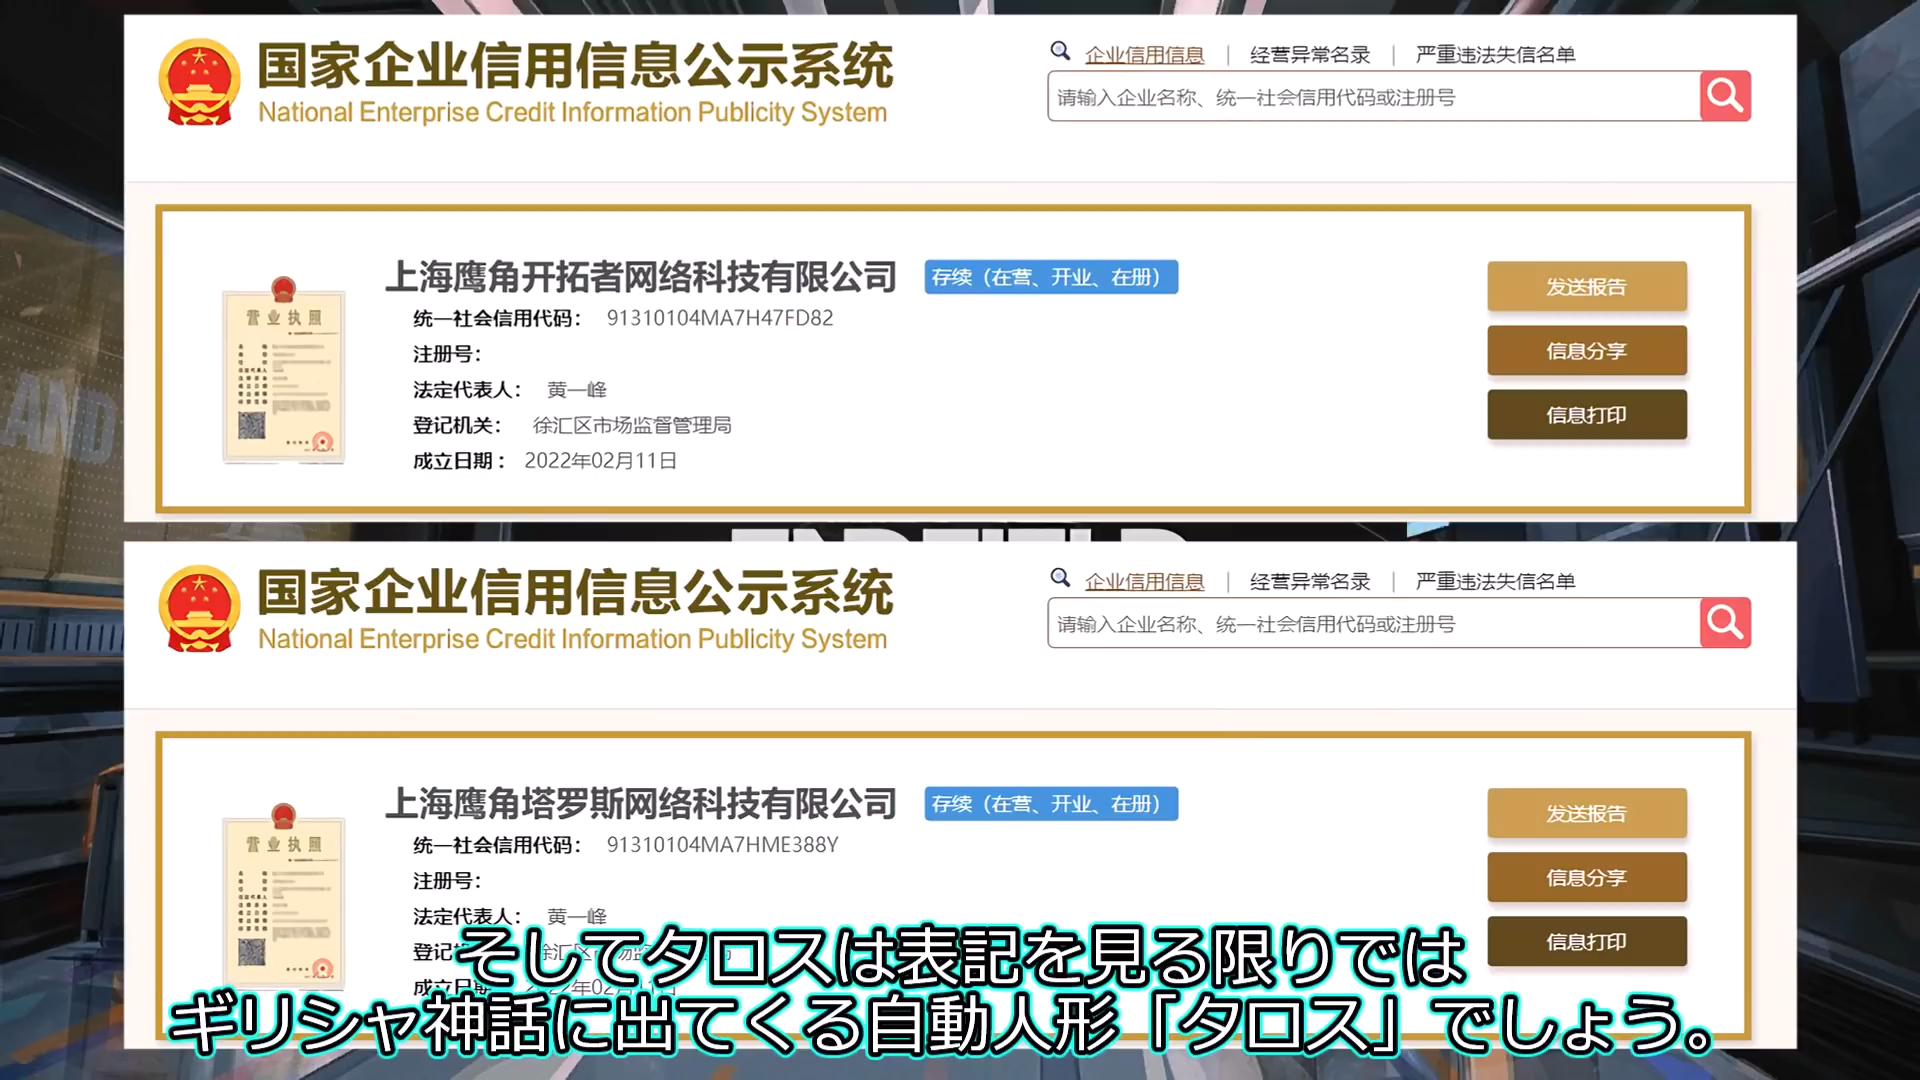 国家企业信用信息公示系统
National Enterprise Credit Information Publicity System
企业信用信息 | 经营异常名录 | 严重违法失信名单
请输入企业名称、统一社会信用代码或注册号
上海鹰角开拓者网络科技有限公司 存续（在营、开业、在册）
统一社会信用代码： 91310104MA7H47FD82
注册号：
法定代表人： 黄一峰
登记机关： 徐汇区市场监督管理局
成立日期： 2022年02月11日
营业执照
发送报告
信息分享
信息打印
AND
国家企业信用信息公示系统
National Enterprise Credit Information Publicity System
企业信用信息 | 经营异常名录 | 严重违法失信名单
请输入企业名称、统一社会信用代码或注册号
上海鹰角塔罗斯网络科技有限公司 存续（在营、开业、在册）
统一社会信用代码： 91310104MA7HME388Y
注册号：
法定代表人： 黄一峰
营业执照
发送报告
信息分享
信息打印
そしてタロスは表記を見る限りでは
ギリシャ神話に出てくる自動人形「タロス」でしょう。